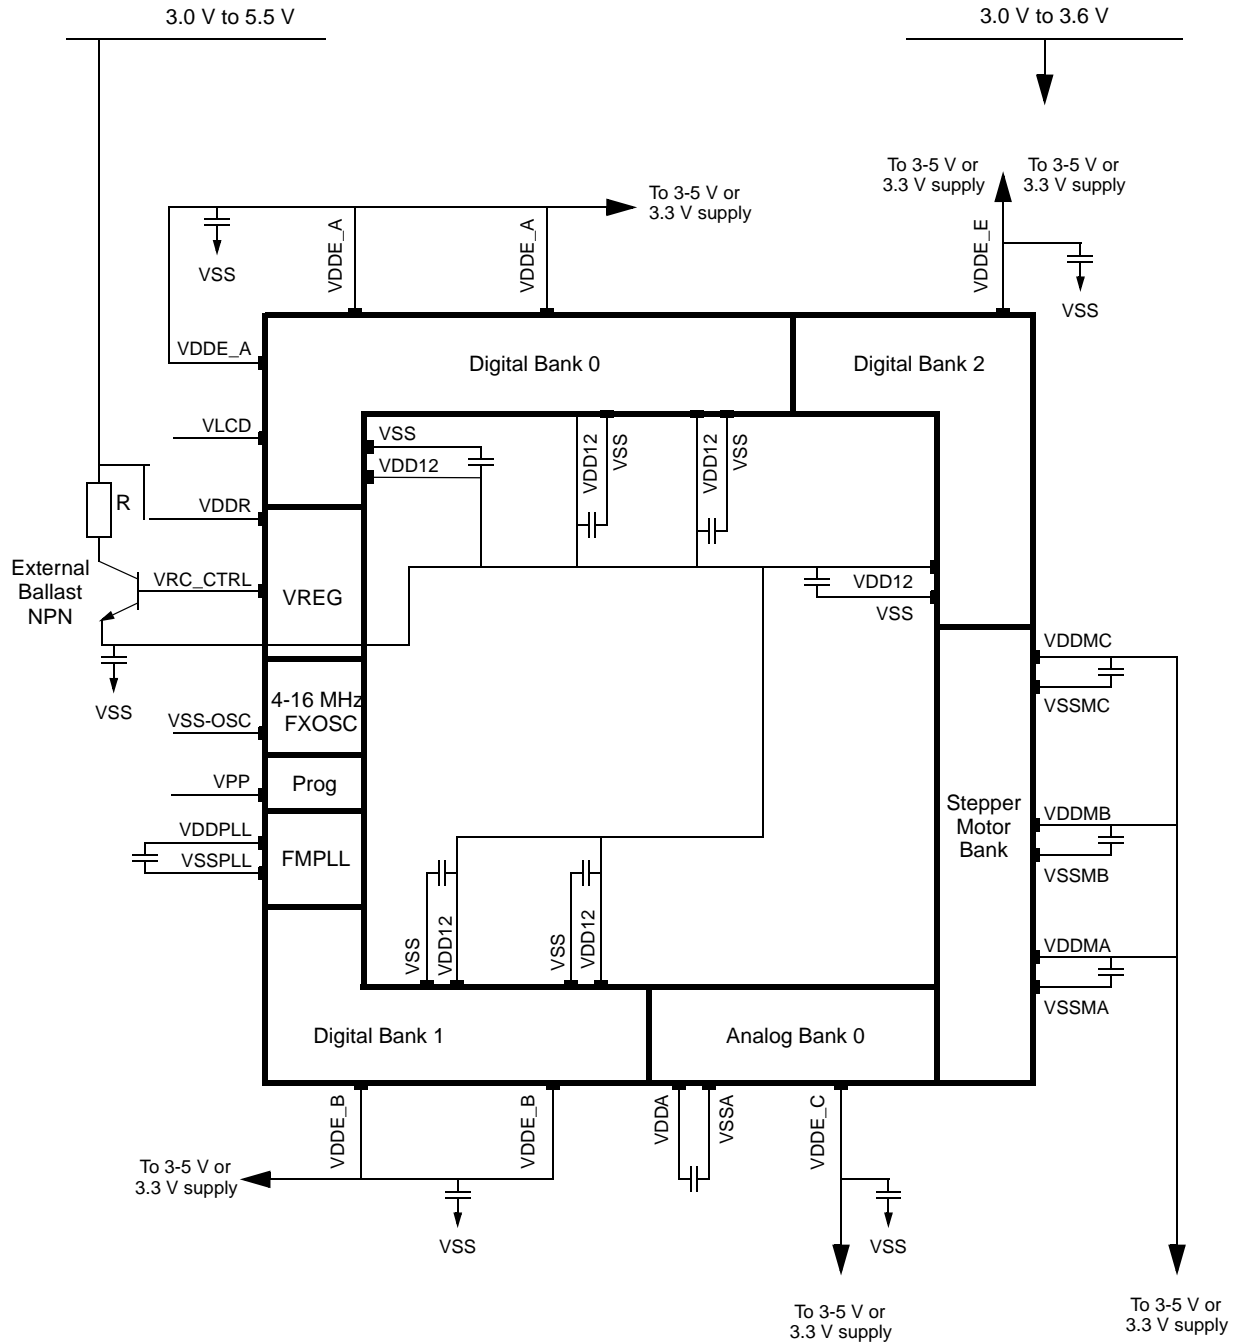 3.0 V to 5.5 V
3.0 V to 3.6 V
To 3-5 V or
3.3 V supply
To 3-5 V or
3.3 V supply
To 3-5 V or
3.3 V supply
VDDE_A
VDDE_A
VDDE_E
VSS
VSS
VDDE_A
Digital Bank 0
Digital Bank 2
VLCD
VSS
VDD12
VDD12
VSS
VDD12
VSS
R
VDDR
External
Ballast
NPN
VRC_CTRL
VREG
VDD12
VSS
VSS
VDDMC
VSSMC
4-16 MHz
FXOSC
VSS-OSC
VPP
Prog
VDDPLL
VSSPLL
FMPLL
Stepper
Motor
Bank
VDDMB
VSSMB
VSS
VDD12
VSS
VDD12
VDDMA
VSSMA
Digital Bank 1
Analog Bank 0
VDDE_B
VDDE_B
VDDA
VSSA
VDDE_C
To 3-5 V or
3.3 V supply
VSS
VSS
To 3-5 V or
3.3 V supply
To 3-5 V or
3.3 V supply